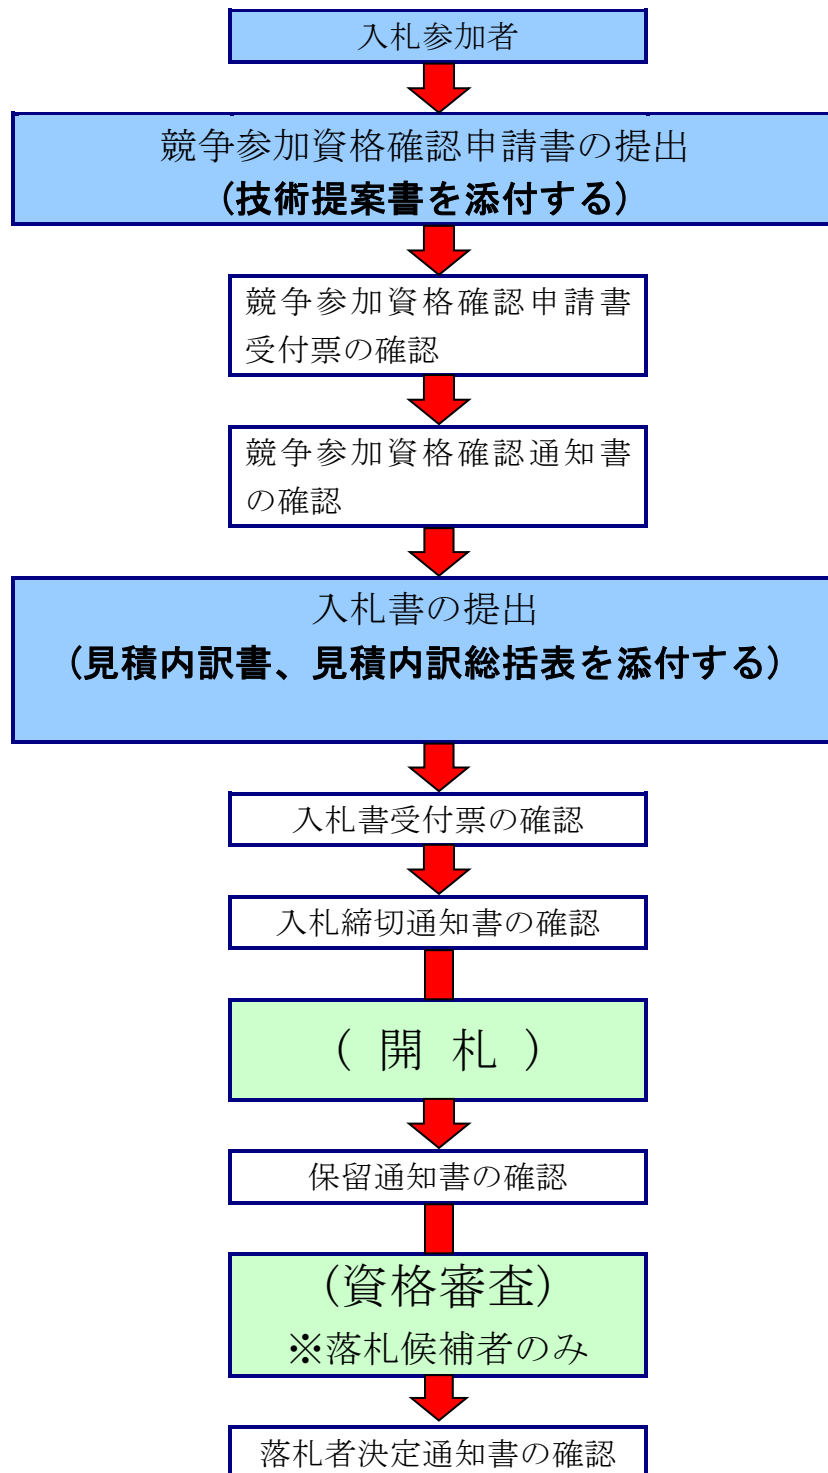 入札参加者
競争参加資格確認申請書の提出
(技術提案書を添付する)
競争参加資格確認申請書
受付票の確認
競争参加資格確認通知書
の確認
入札書の提出
(見積内訳書、見積内訳総括表を添付する)
入札書受付票の確認
入札締切通知書の確認
( 開 札 )
保留通知書の確認
(資格審査)
※落札候補者のみ
落札者決定通知書の確認